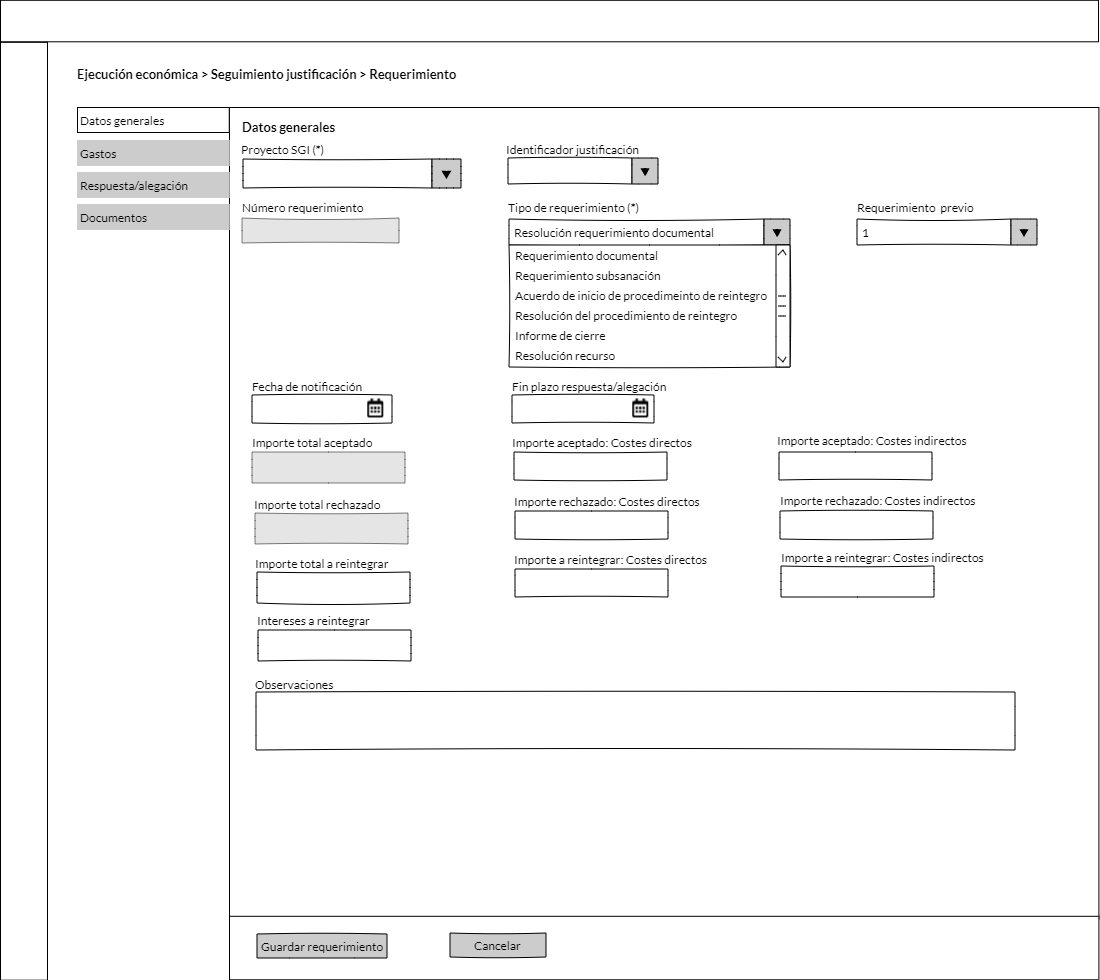 Ejecución económica > Seguimiento justificación > Requerimiento
Datos generales
Gastos
Respuesta/alegación
Documentos
Datos generales
Proyecto SGI (*)
Identificador justificación
Número requerimiento
Tipo de requerimiento (*)
Requerimiento previo
Resolución requerimiento documental
1
Requerimiento documental
Requerimiento subsanación
Acuerdo de inicio de procedimeinto de reintegro
Resolución del procedimiento de reintegro
Informe de cierre
Resolución recurso
Fecha de notificación
Fin plazo respuesta/alegación
Importe total aceptado
Importe aceptado: Costes directos
Importe aceptado: Costes indirectos
Importe total rechazado
Importe rechazado: Costes directos
Importe rechazado: Costes indirectos
Importe total a reintegrar
Importe a reintegrar: Costes directos
Importe a reintegrar: Costes indirectos
Intereses a reintegrar
Observaciones
Guardar requerimiento
Cancelar